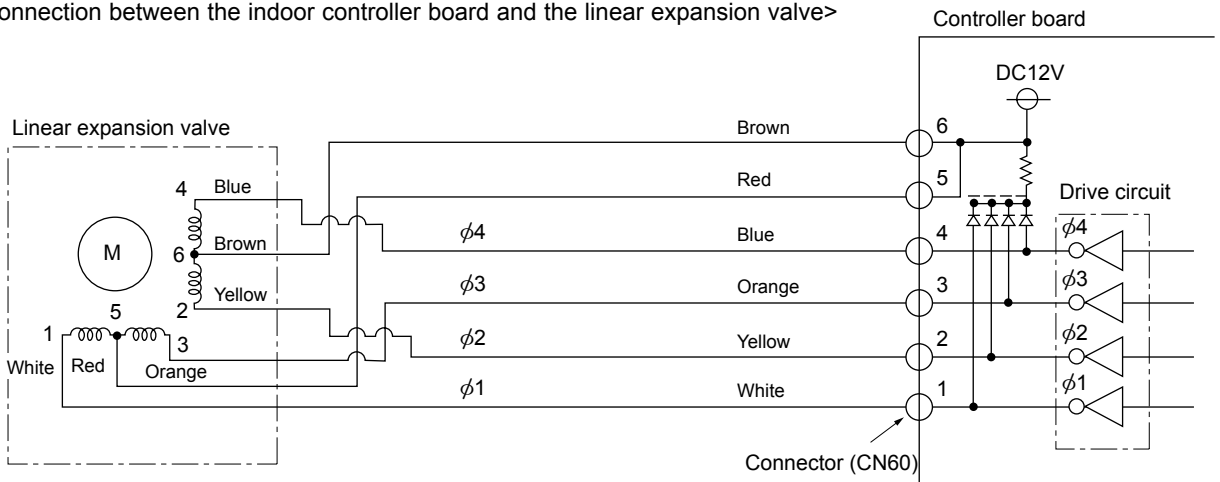 onnection between the indoor controller board and the linear expansion valve>
Controller board
DC12V
Linear expansion valve
Brown
6
Red
5
Drive circuit
4
Blue
ϕ4
Blue
4
ϕ4
M
6
Brown
ϕ3
Orange
3
ϕ3
Yellow
2
5
1
3
ϕ2
Yellow
2
ϕ2
White
Red
Orange
ϕ1
White
1
ϕ1
Connector (CN60)